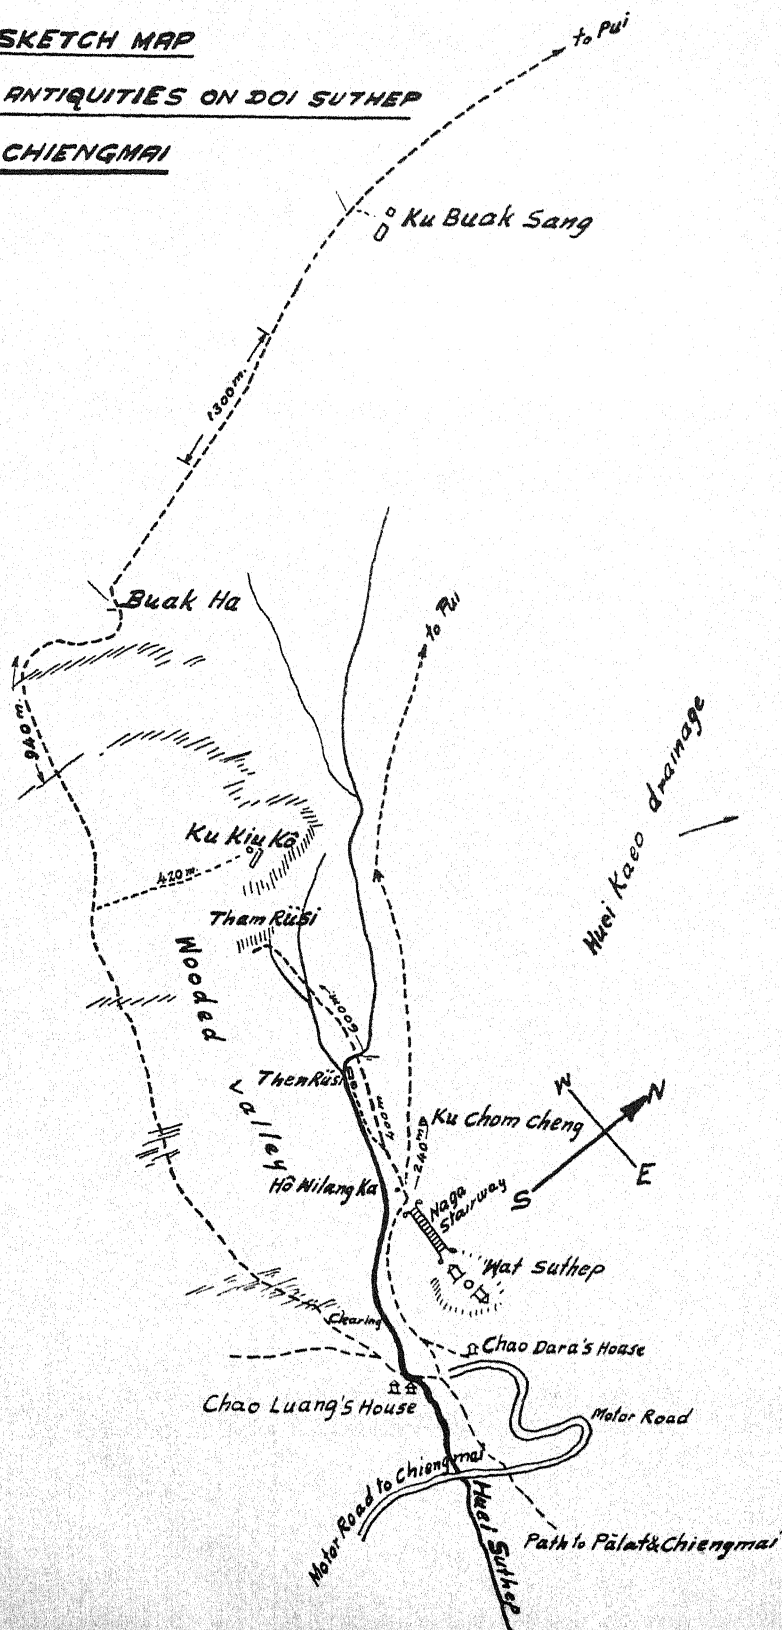 SKETCH MAP
ANTIQUITIES ON DOI SUTHEP
CHIENGMAI
to Pui
Ku Buak Sang
1300m.
Buak Ha
to Pui
940m.
Huei Kaeo drainage
Ku Kiu Kô
420m.
Tham Rüsi
Wooded
Valley
600m.
Then Rüsi
400m
Ku Chom Cheng
240m
W
N
S
E
Hô Nilang Ka
Naga
Stairway
Wat Suthep
Clearing
Chao Dara's House
Chao Luang's House
Motor Road
Motor Road to Chiengmai
Huei Suthep
Path to Pālat & Chiengmai